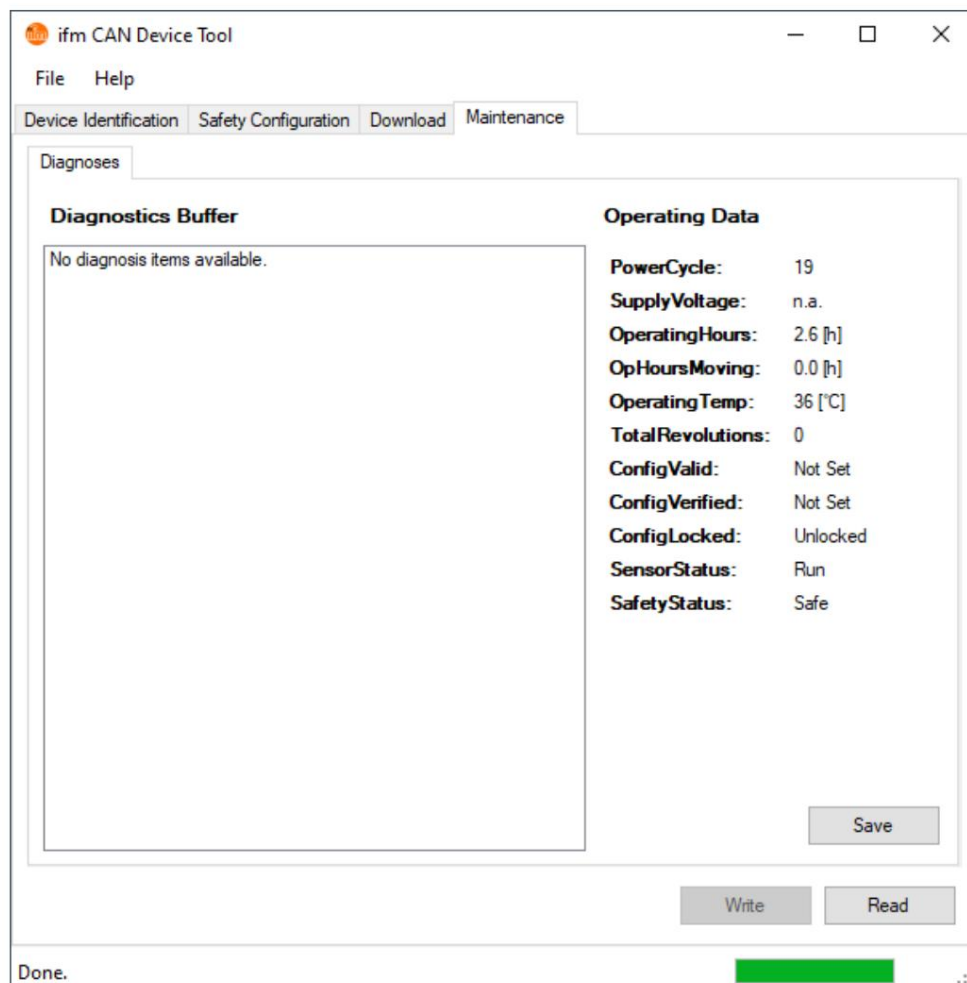 ifm CAN Device Tool
File Help
Device Identification Safety Configuration Download Maintenance
Diagnoses
Diagnostics Buffer
No diagnosis items available.
Operating Data
PowerCycle: 19
SupplyVoltage: n.a.
OperatingHours: 2.6 [h]
OpHoursMoving: 0.0 [h]
OperatingTemp: 36 [°C]
TotalRevolutions: 0
ConfigValid: Not Set
ConfigVerified: Not Set
ConfigLocked: Unlocked
SensorStatus: Run
SafetyStatus: Safe
Save
Write Read
Done.